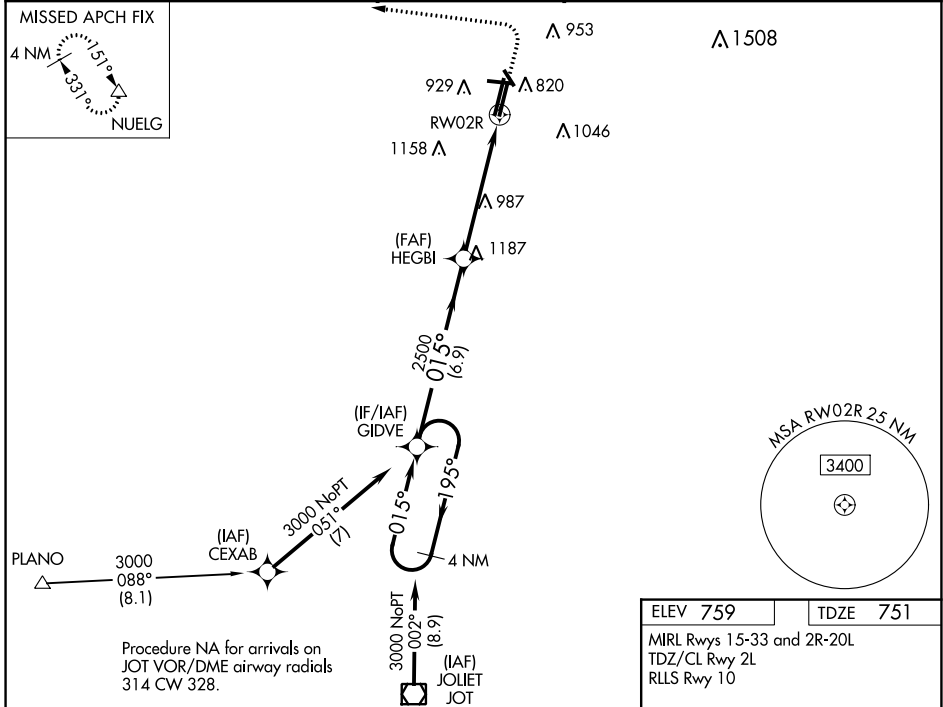 MISSED APCH FIX
4 NM
151°
331°
NUELG
953
1508
929
820
RW02R
1046
1158
987
(FAF)
HEGBI
1187
2500
015°
(6.9)
(IF/IAF)
GIDVE
MSA RW02R 25 NM
3400
3000 NoPT
051°
(7)
015°
195°
(IAF)
CEXAB
4 NM
PLANO
3000
088°
(8.1)
3000 NoPT
002°
(8.9)
(IAF)
JOLIET
JOT
Procedure NA for arrivals on
JOT VOR/DME airway radials
314 CW 328.
ELEV 759
TDZE 751
MIRL Rwys 15-33 and 2R-20L
TDZ/CL Rwy 2L
RLLS Rwy 10